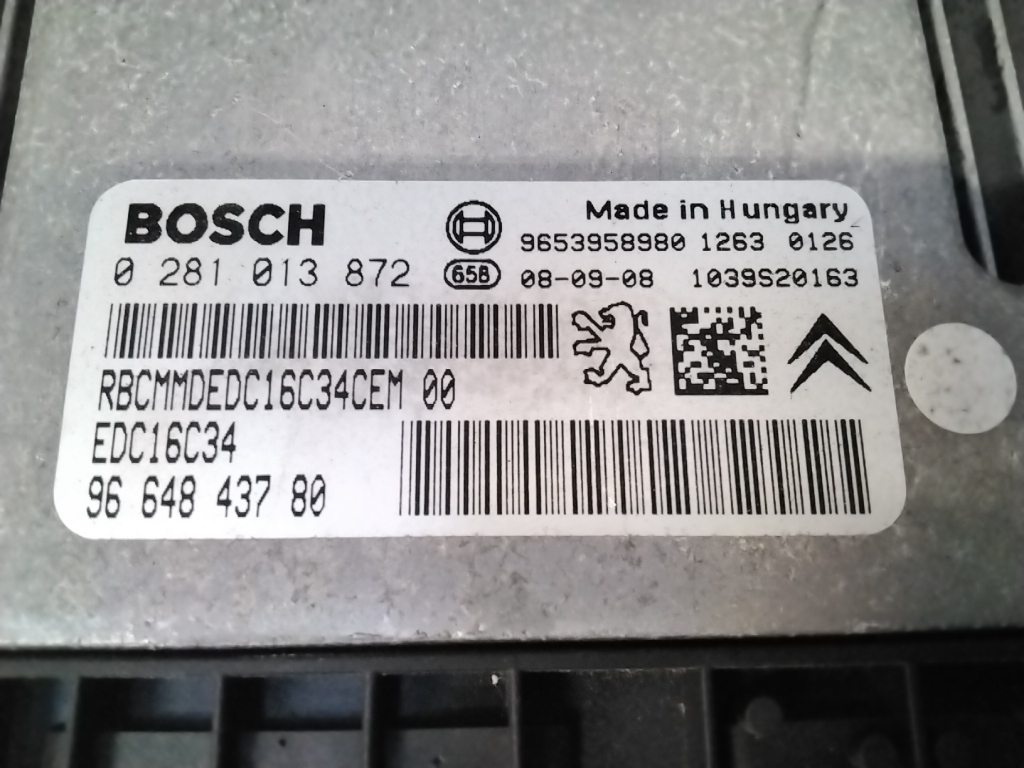 BOSCH
Made in Hungary
9653958980 1263 0126
0 281 013 872
658 08-09-08 1039S20163
RBCMMDEDC16C34CEM 00
EDC16C34
96 648 437 80